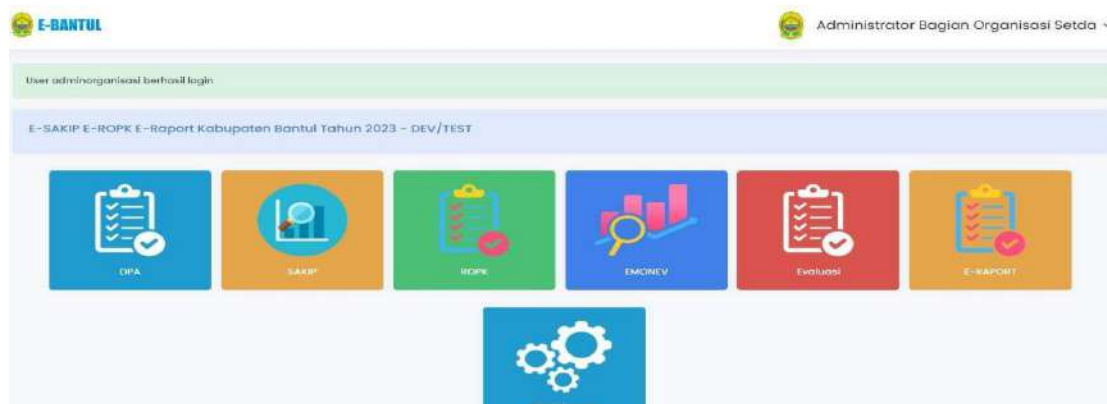 E-BANTUL
Administrator Bagian Organisasi Setda
User adminorganisasi berhasil login
E-SAKIP E-ROPK E-Raport Kabupaten Bantul Tahun 2023 - DEV/TEST
DPA
SAKIP
ROPK
EMONEV
Evaluasi
E-RAPORT